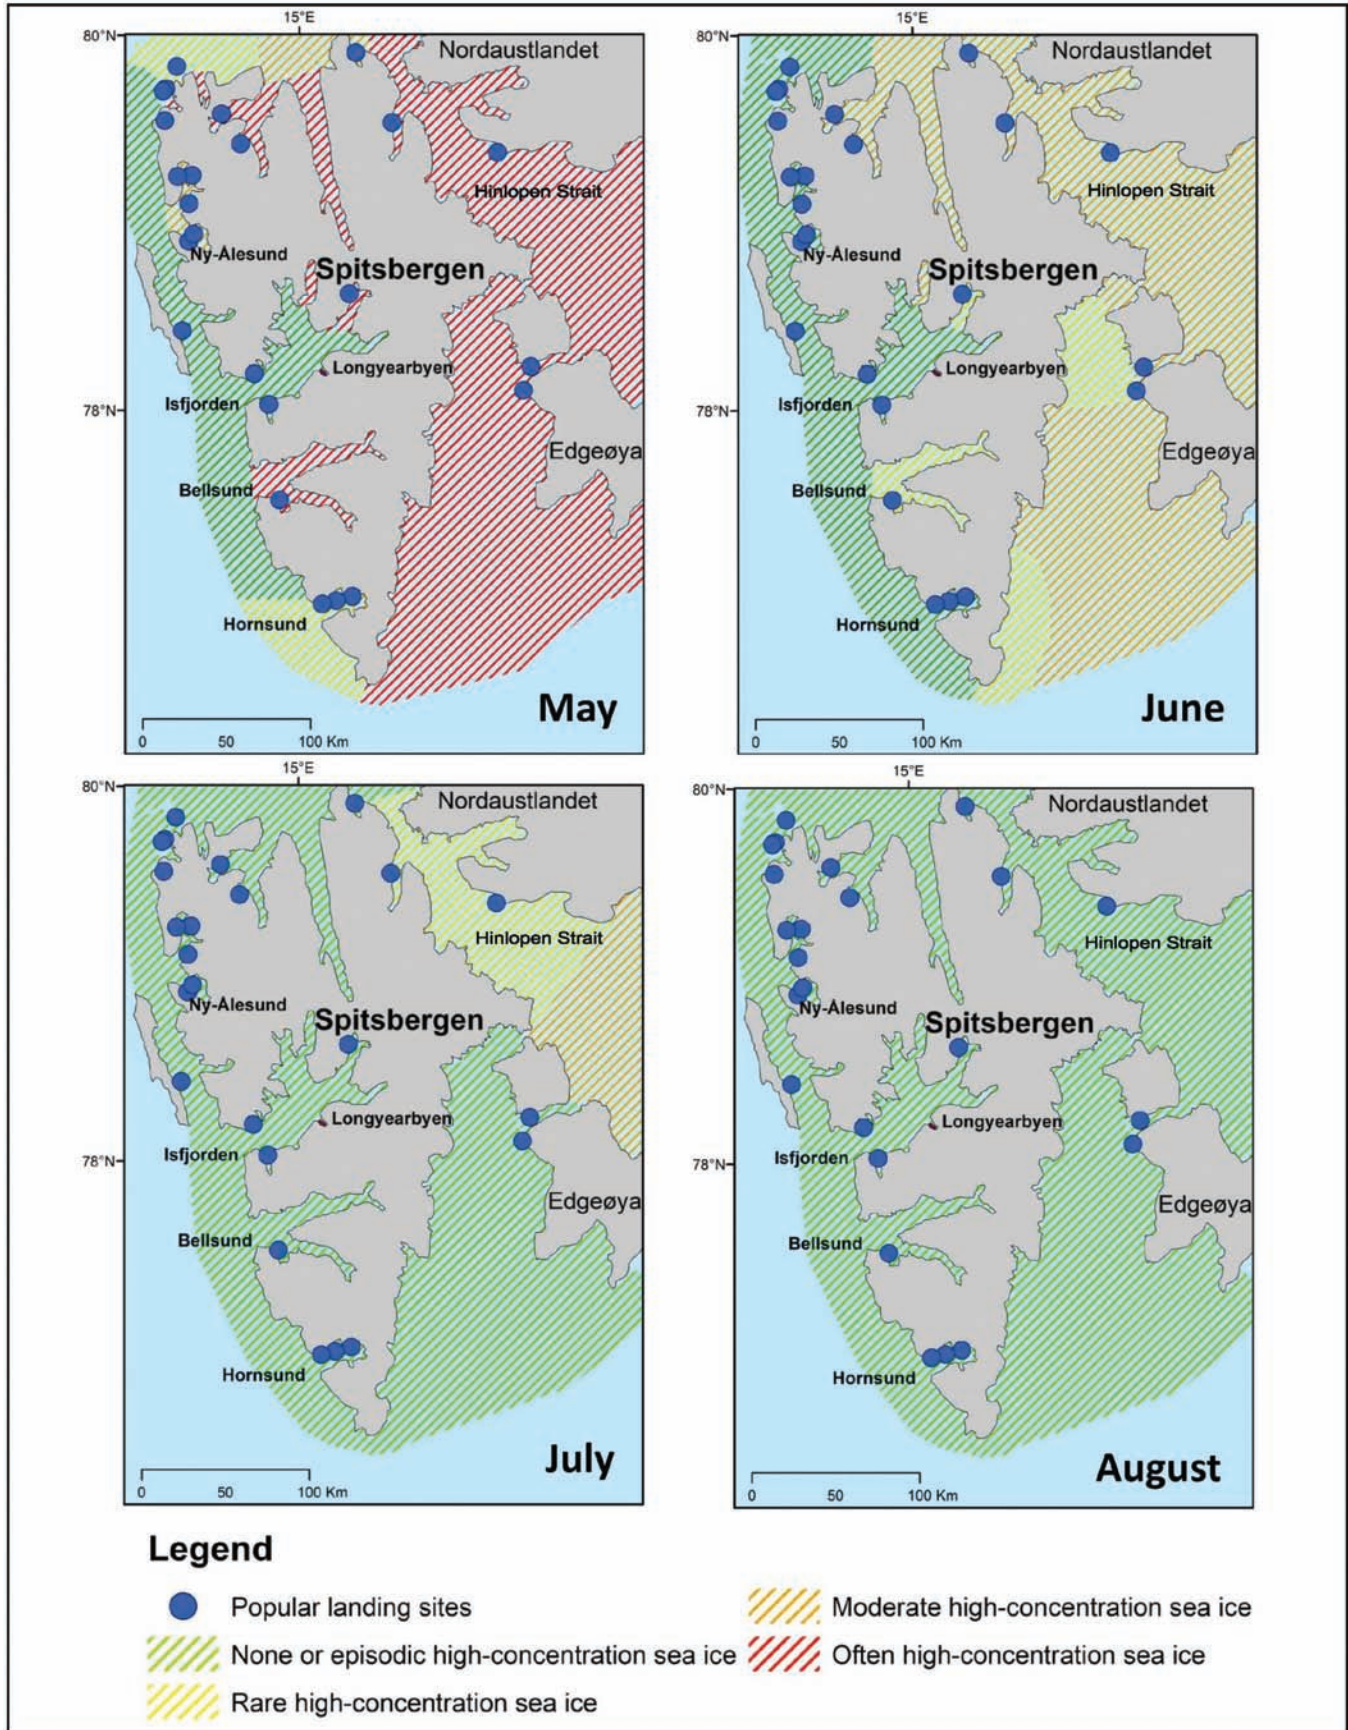 15°E
80°N
Nordaustlandet
Hinlopen Strait
Ny-Ålesund
Spitsbergen
Longyearbyen
Isfjorden
78°N
Edgeøya
Bellsund
Hornsund
May
0 50 100 Km
15°E
80°N
Nordaustlandet
Hinlopen Strait
Ny-Ålesund
Spitsbergen
Longyearbyen
Isfjorden
78°N
Edgeøya
Bellsund
Hornsund
June
0 50 100 Km
15°E
80°N
Nordaustlandet
Hinlopen Strait
Ny-Ålesund
Spitsbergen
Longyearbyen
Isfjorden
78°N
Edgeøya
Bellsund
Hornsund
July
0 50 100 Km
15°E
80°N
Nordaustlandet
Hinlopen Strait
Ny-Ålesund
Spitsbergen
Longyearbyen
Isfjorden
78°N
Edgeøya
Bellsund
Hornsund
August
0 50 100 Km
Legend
Popular landing sites
None or episodic high-concentration sea ice
Rare high-concentration sea ice
Moderate high-concentration sea ice
Often high-concentration sea ice